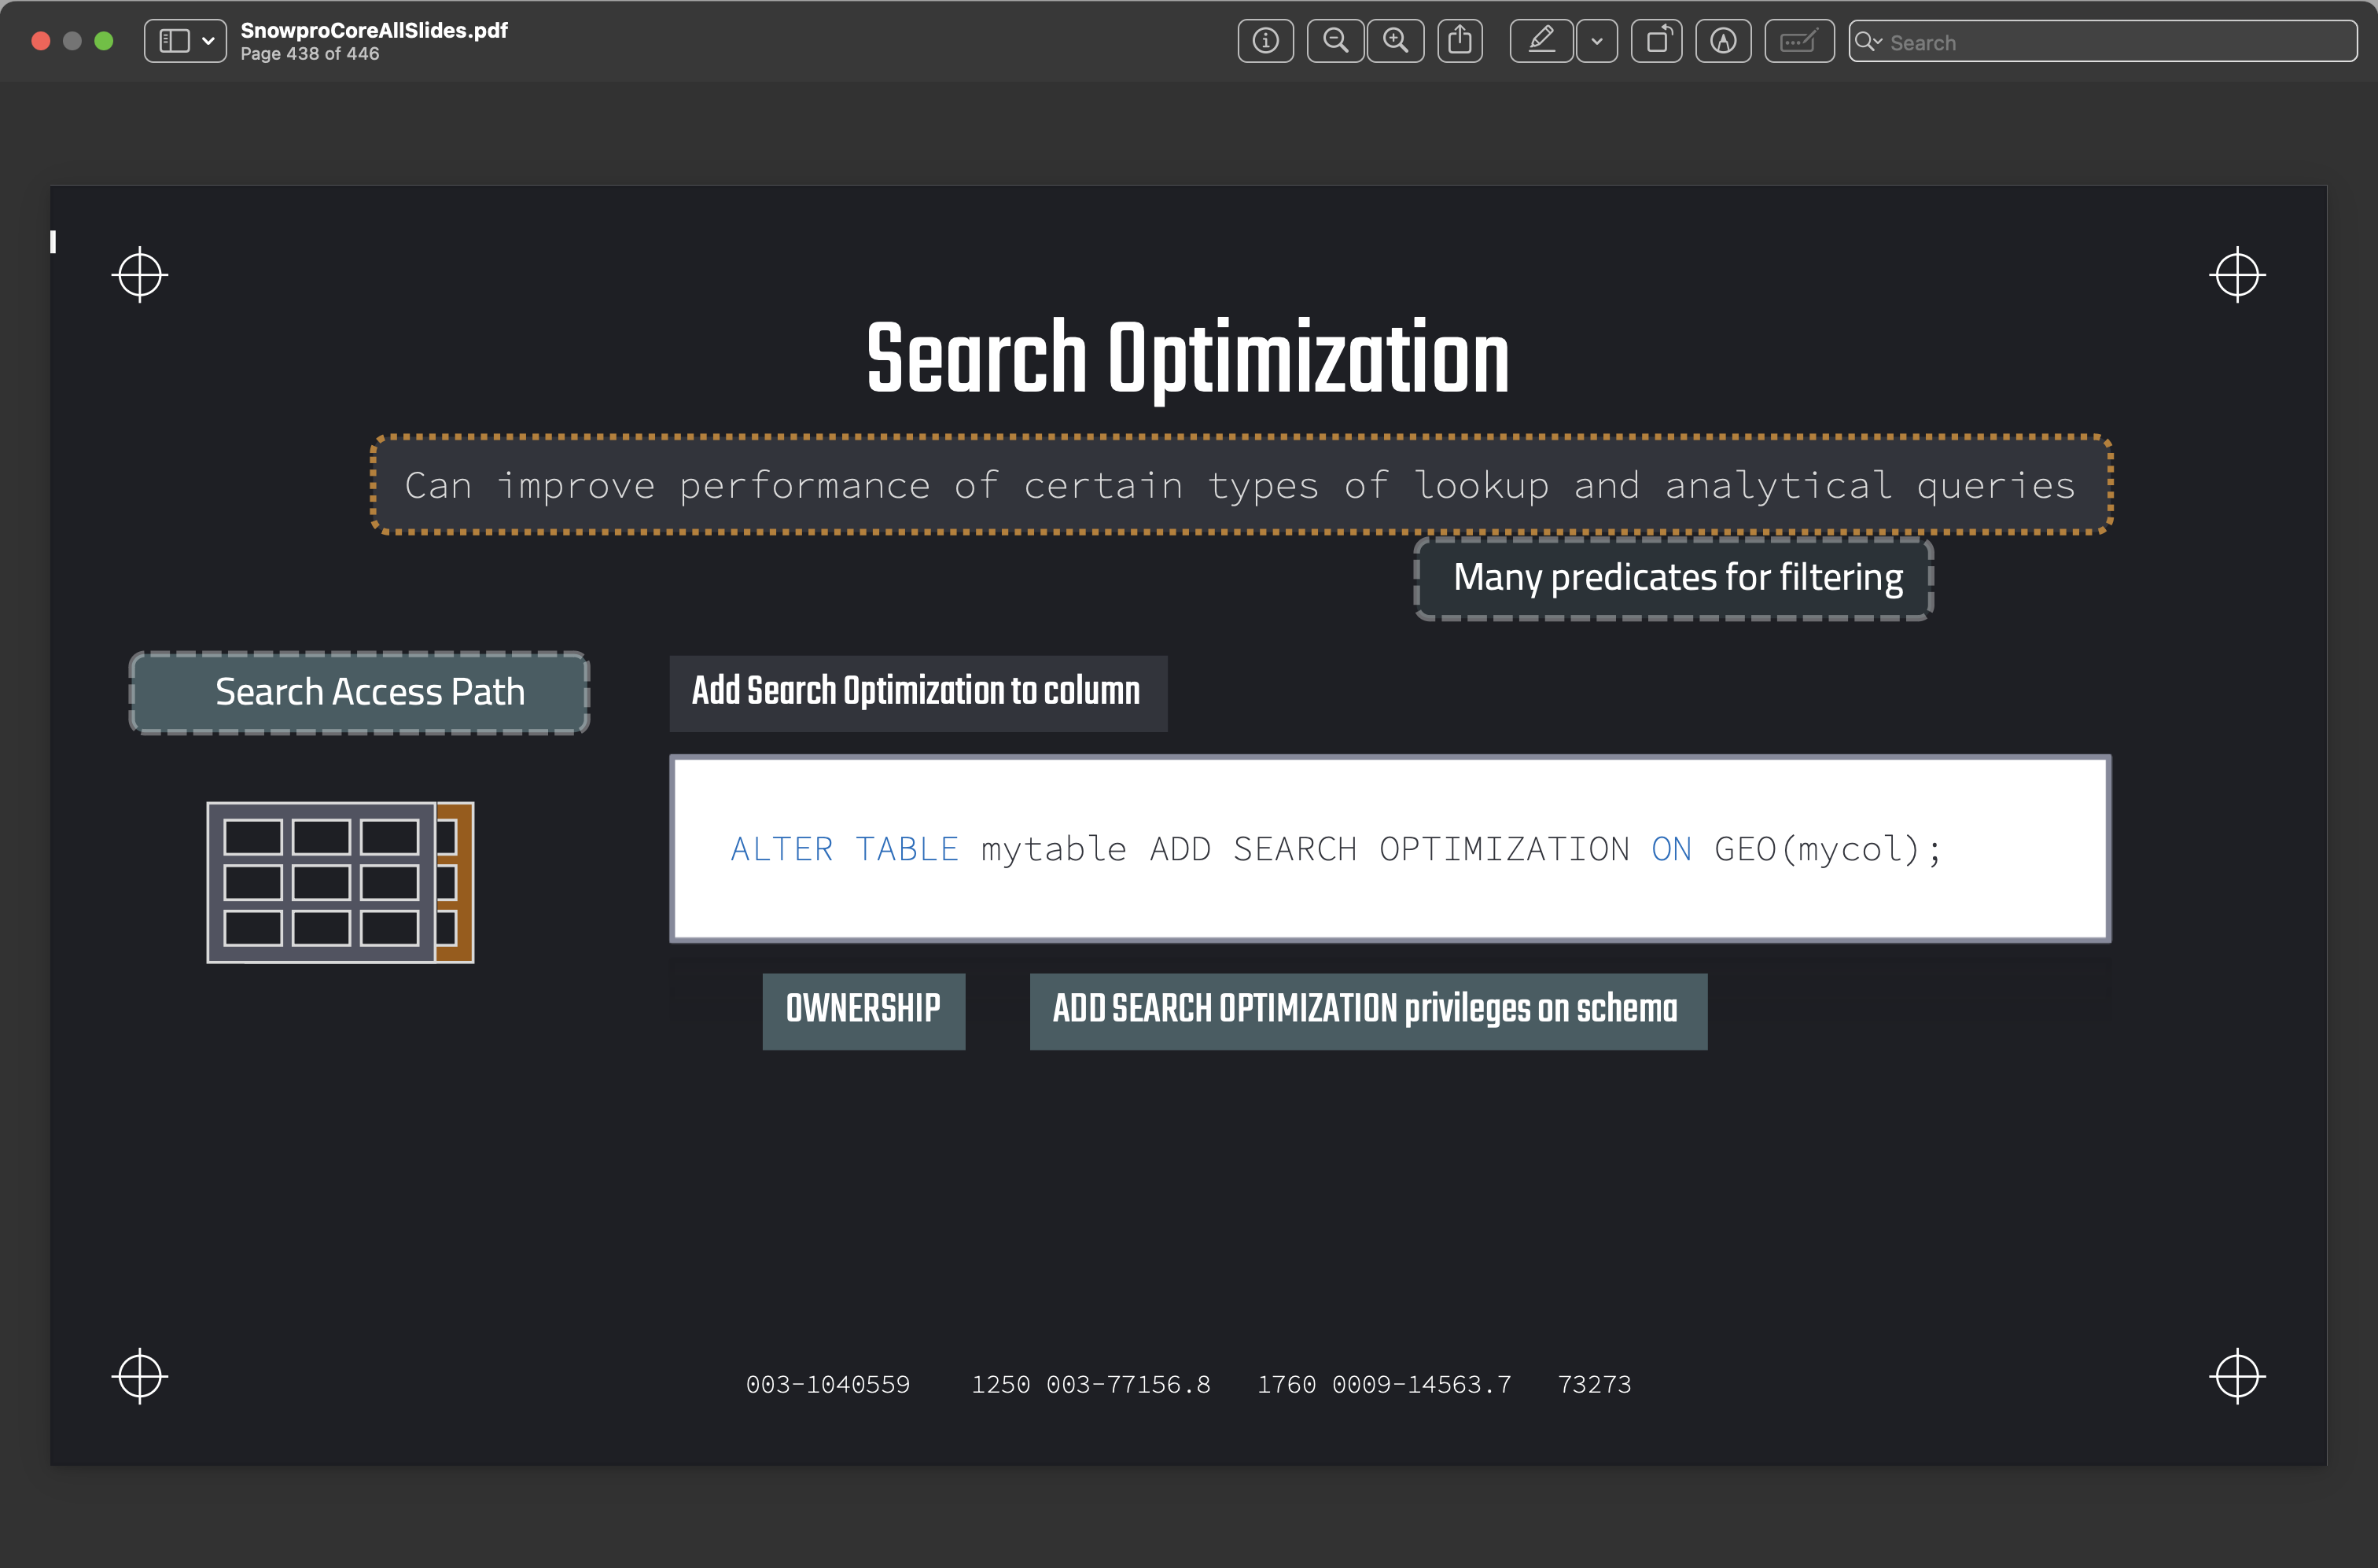 SnowproCoreAllSlides.pdf
Page 438 of 446
Search
Search Optimization
Can improve performance of certain types of lookup and analytical queries
Many predicates for filtering
Search Access Path
Add Search Optimization to column
ALTER TABLE mytable ADD SEARCH OPTIMIZATION ON GEO(mycol);
OWNERSHIP
ADD SEARCH OPTIMIZATION privileges on schema
003-1040559 1250 003-77156.8 1760 0009-14563.7 73273